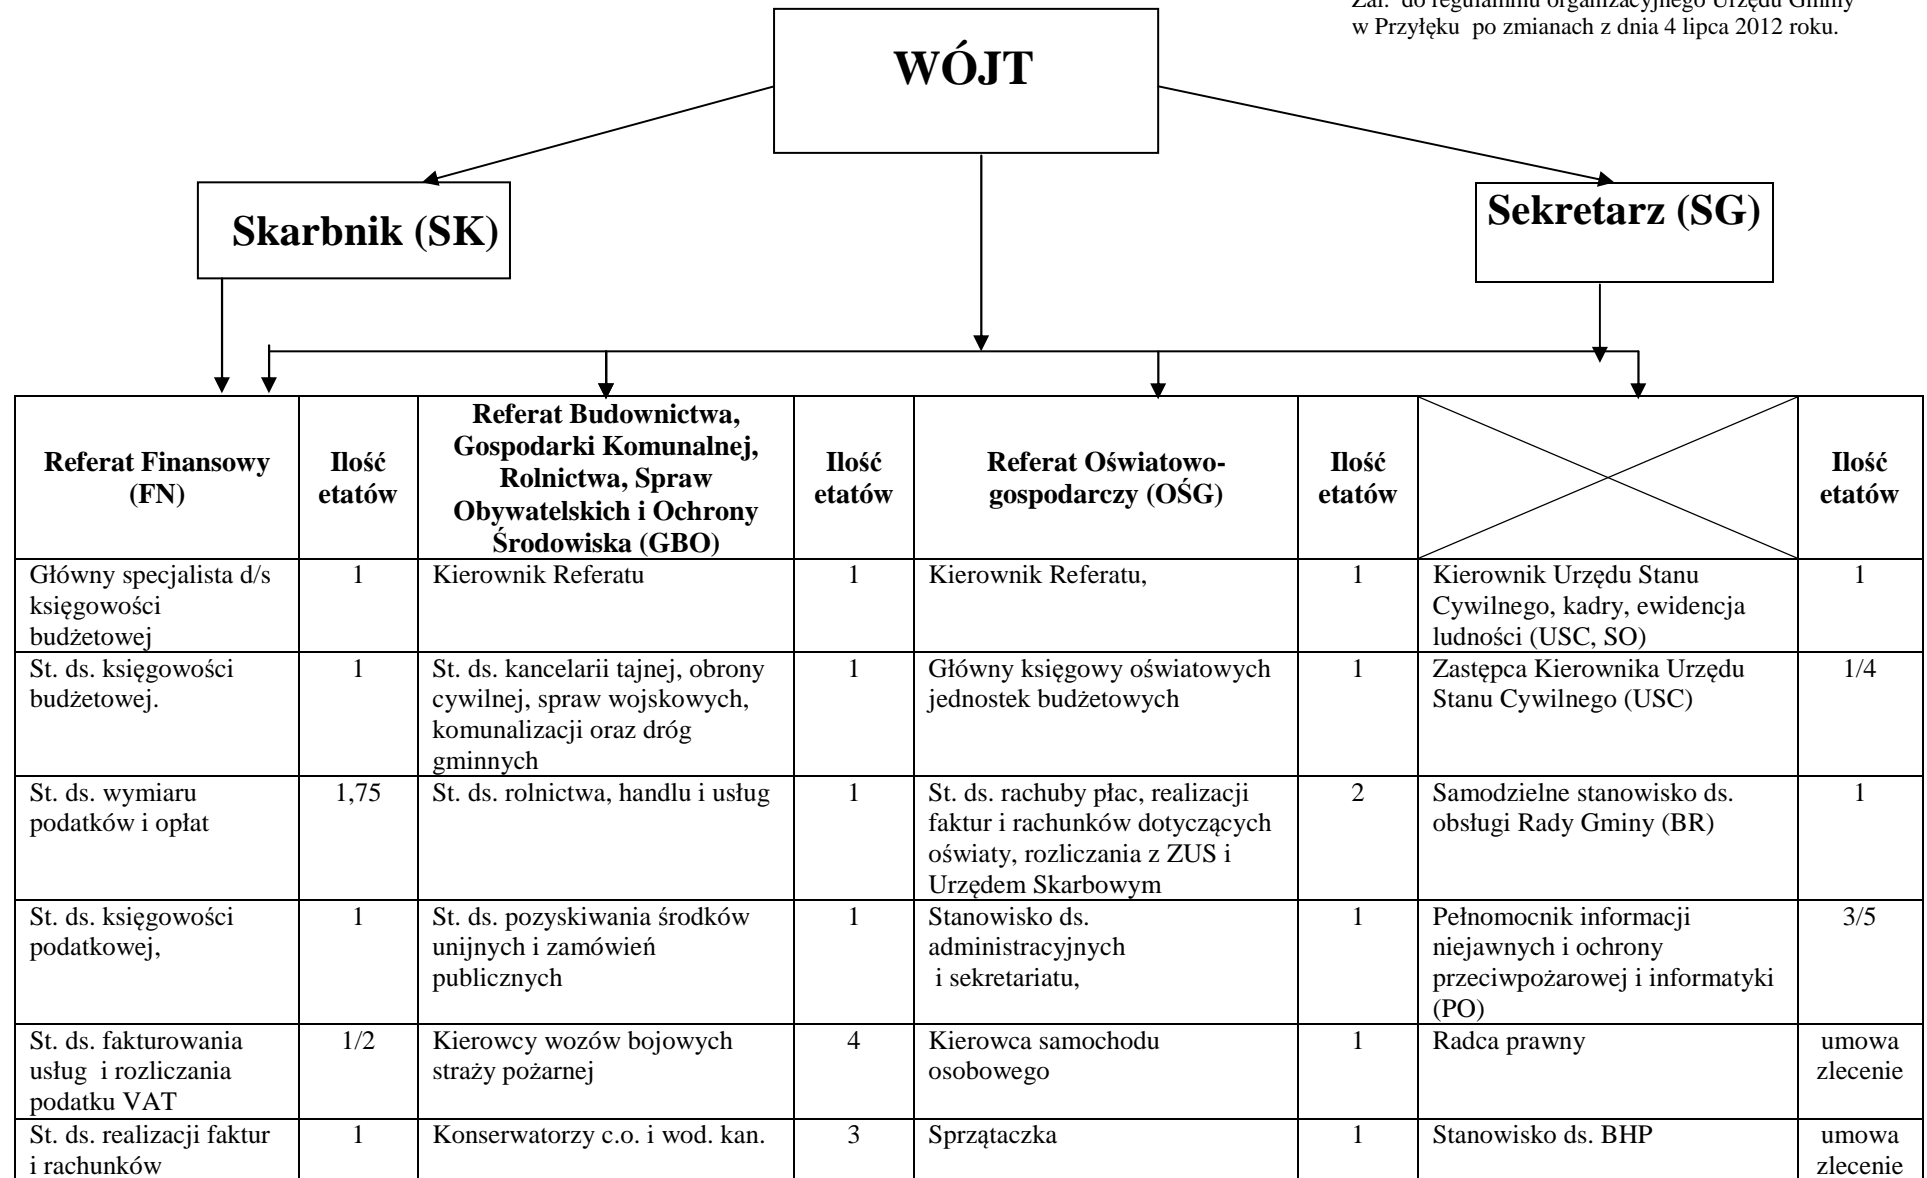 Zał. do regulaminu organizacyjnego Urzędu Gminy
w Przyłęku po zmianach z dnia 4 lipca 2012 roku.
WÓJT
Skarbnik (SK)
Sekretarz (SG)
Referat Finansowy
(FN)
Ilość
etatów
Referat Budownictwa,
Gospodarki Komunalnej,
Rolnictwa, Spraw
Obywatelskich i Ochrony
Środowiska (GBO)
Ilość
etatów
Referat Oświatowo-
gospodarczy (OŚG)
Ilość
etatów
Ilość
etatów
Główny specjalista d/s
księgowości
budżetowej
1
Kierownik Referatu
1
Kierownik Referatu,
1
Kierownik Urzędu Stanu
Cywilnego, kadry, ewidencja
ludności (USC, SO)
1
St. ds. księgowości
budżetowej.
1
St. ds. kancelarii tajnej, obrony
cywilnej, spraw wojskowych,
komunalizacji oraz dróg
gminnych
1
Główny księgowy oświatowych
jednostek budżetowych
1
Zastępca Kierownika Urzędu
Stanu Cywilnego (USC)
1/4
St. ds. wymiaru
podatków i opłat
1,75
St. ds. rolnictwa, handlu i usług
1
St. ds. rachuby płac, realizacji
faktur i rachunków dotyczących
oświaty, rozliczania z ZUS i
Urzędem Skarbowym
2
Samodzielne stanowisko ds.
obsługi Rady Gminy (BR)
1
St. ds. księgowości
podatkowej,
1
St. ds. pozyskiwania środków
unijnych i zamówień
publicznych
1
Stanowisko ds.
administracyjnych
i sekretariatu,
1
Pełnomocnik informacji
niejawnych i ochrony
przeciwpożarowej i informatyki
(PO)
3/5
St. ds. fakturowania
usług i rozliczania
podatku VAT
1/2
Kierowcy wozów bojowych
straży pożarnej
4
Kierowca samochodu
osobowego
1
Radca prawny
umowa
zlecenie
St. ds. realizacji faktur
i rachunków
1
Konserwatorzy c.o. i wod. kan.
3
Sprzątaczka
1
Stanowisko ds. BHP
umowa
zlecenie